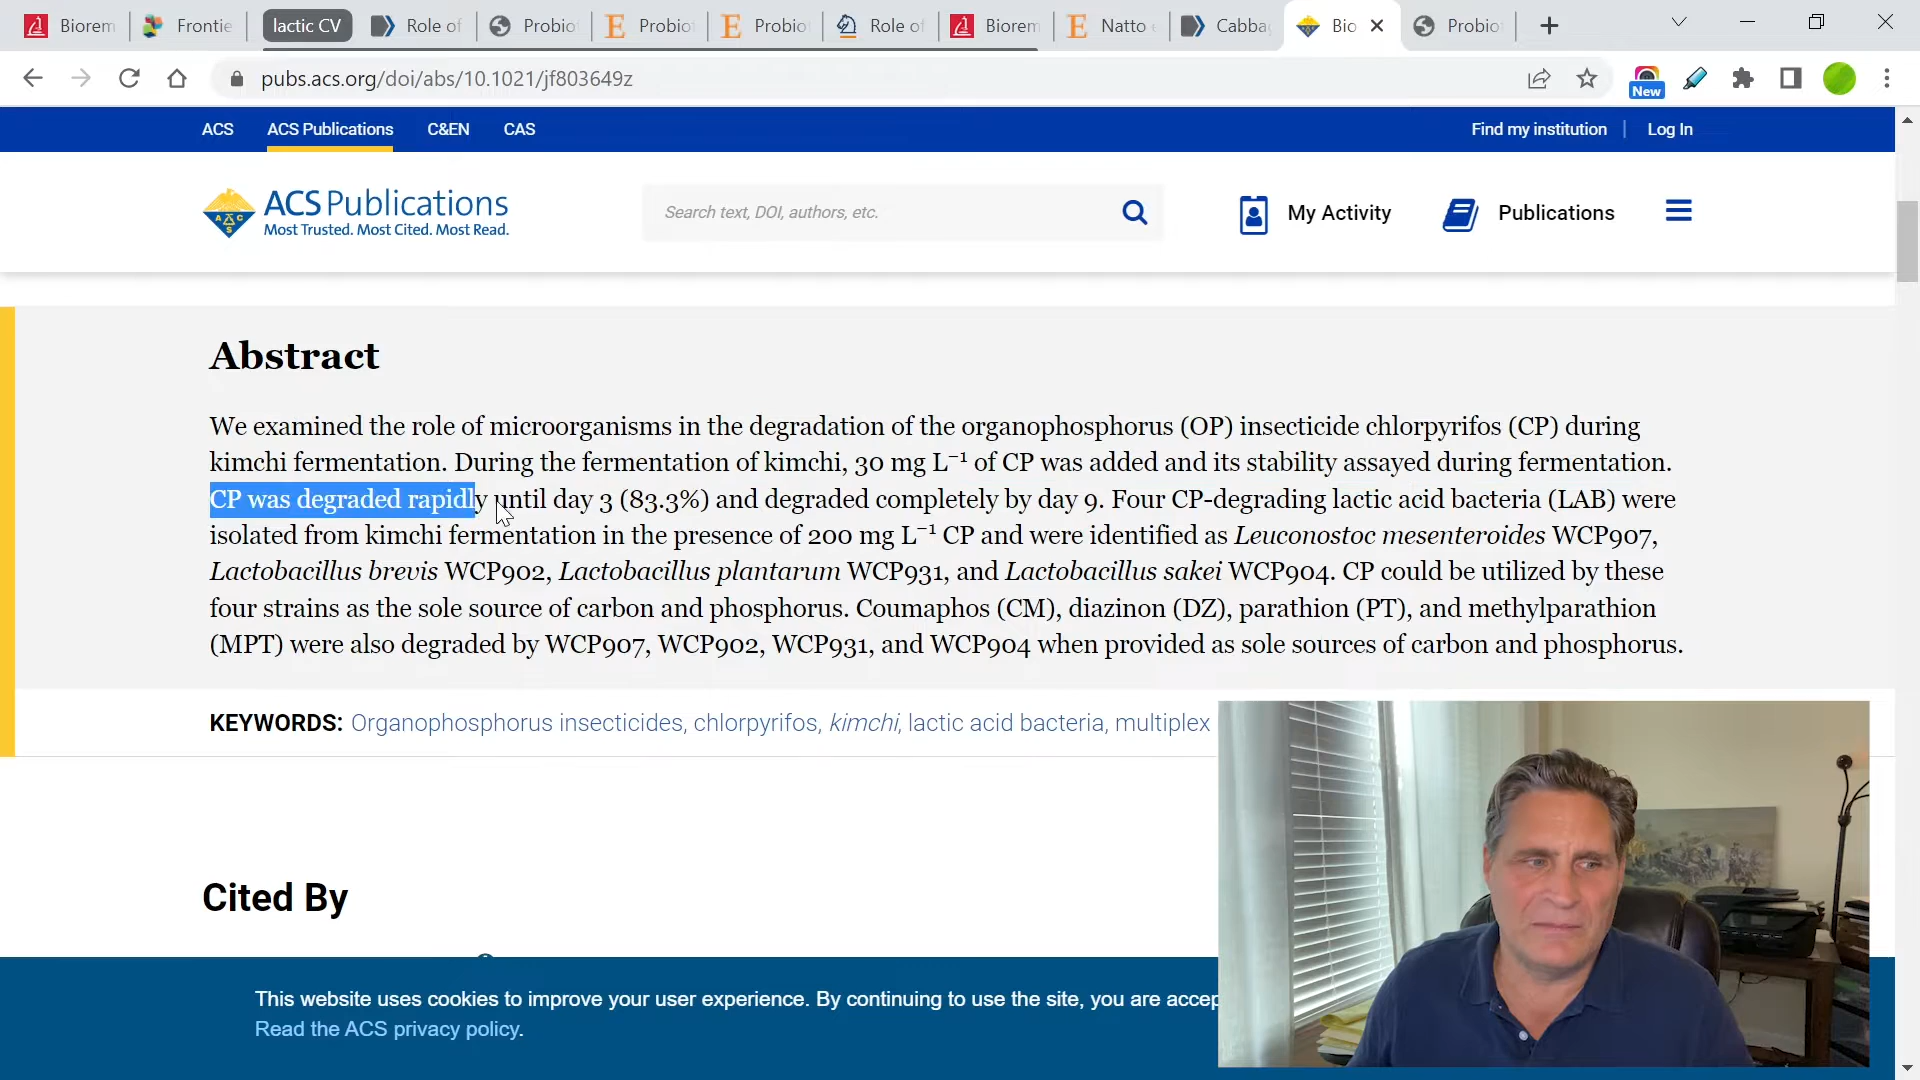 Biorem
Frontie
lactic CV
Role of
Probio
Probio
Probio
Role of
Biorem
Natto
Cabba
Bio
Probio
pubs.acs.org/doi/abs/10.1021/jf803649z
New
ACS
ACS Publications
C&EN
CAS
Find my institution
Log In
ACS Publications
Most Trusted. Most Cited. Most Read.
A C S
Search text, DOI, authors, etc.
My Activity
Publications
Abstract
We examined the role of microorganisms in the degradation of the organophosphorus (OP) insecticide chlorpyrifos (CP) during
kimchi fermentation. During the fermentation of kimchi, 30 mg L⁻¹ of CP was added and its stability assayed during fermentation.
CP was degraded rapidly until day 3 (83.3%) and degraded completely by day 9. Four CP-degrading lactic acid bacteria (LAB) were
isolated from kimchi fermentation in the presence of 200 mg L⁻¹ CP and were identified as Leuconostoc mesenteroides WCP907,
Lactobacillus brevis WCP902, Lactobacillus plantarum WCP931, and Lactobacillus sakei WCP904. CP could be utilized by these
four strains as the sole source of carbon and phosphorus. Coumaphos (CM), diazinon (DZ), parathion (PT), and methylparathion
(MPT) were also degraded by WCP907, WCP902, WCP931, and WCP904 when provided as sole sources of carbon and phosphorus.
KEYWORDS: Organophosphorus insecticides, chlorpyrifos, kimchi, lactic acid bacteria, multiplex
Cited By
This website uses cookies to improve your user experience. By continuing to use the site, you are accep
Read the ACS privacy policy.